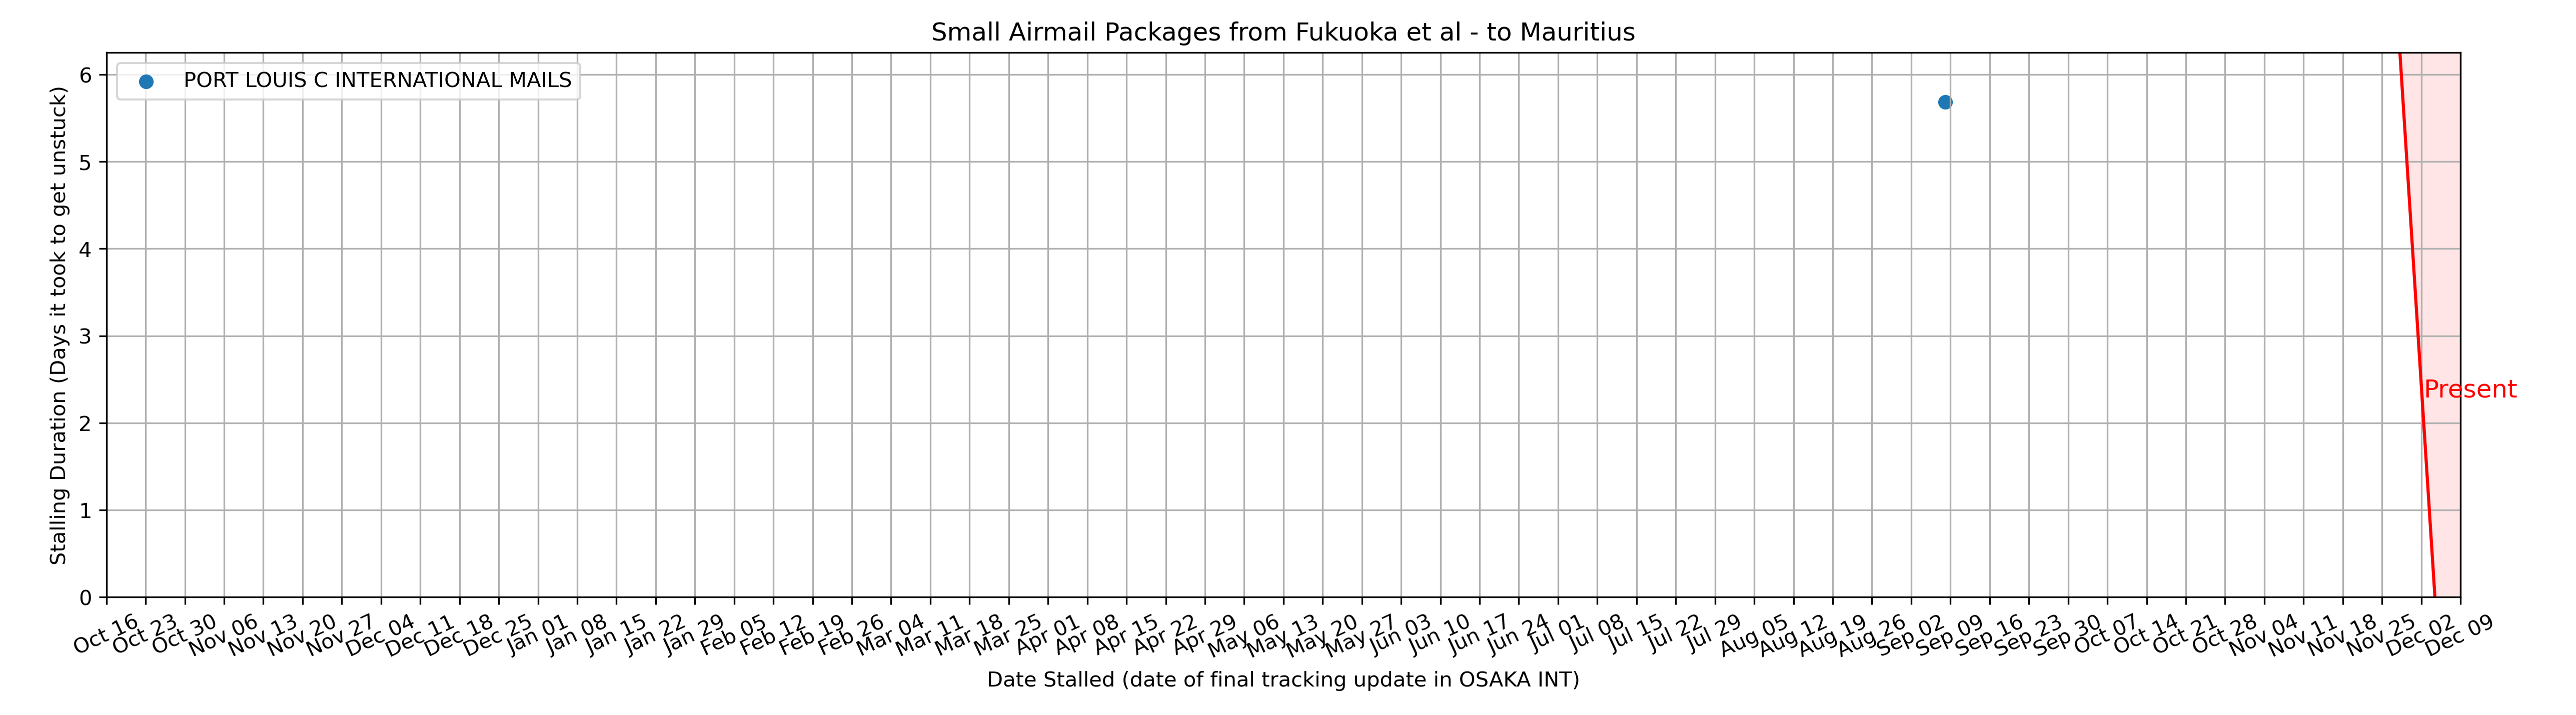 Small Airmail Packages from Fukuoka et al - to Mauritius
PORT LOUIS C INTERNATIONAL MAILS
Stalling Duration (Days it took to get unstuck)
6
5
4
3
2
1
0
Present
Oct 16 Oct 23 Oct 30 Nov 06 Nov 13 Nov 20 Nov 27 Dec 04 Dec 11 Dec 18 Dec 25 Jan 01 Jan 08 Jan 15 Jan 22 Jan 29 Feb 05 Feb 12 Feb 19 Feb 26 Mar 04 Mar 11 Mar 18 Mar 25 Apr 01 Apr 08 Apr 15 Apr 22 Apr 29 May 06 May 13 May 20 May 27 Jun 03 Jun 10 Jun 17 Jun 24 Jul 01 Jul 08 Jul 15 Jul 22 Jul 29 Aug 05 Aug 12 Aug 19 Aug 26 Sep 02 Sep 09 Sep 16 Sep 23 Sep 30 Oct 07 Oct 14 Oct 21 Oct 28 Nov 04 Nov 11 Nov 18 Nov 25 Dec 02 Dec 09
Date Stalled (date of final tracking update in OSAKA INT)